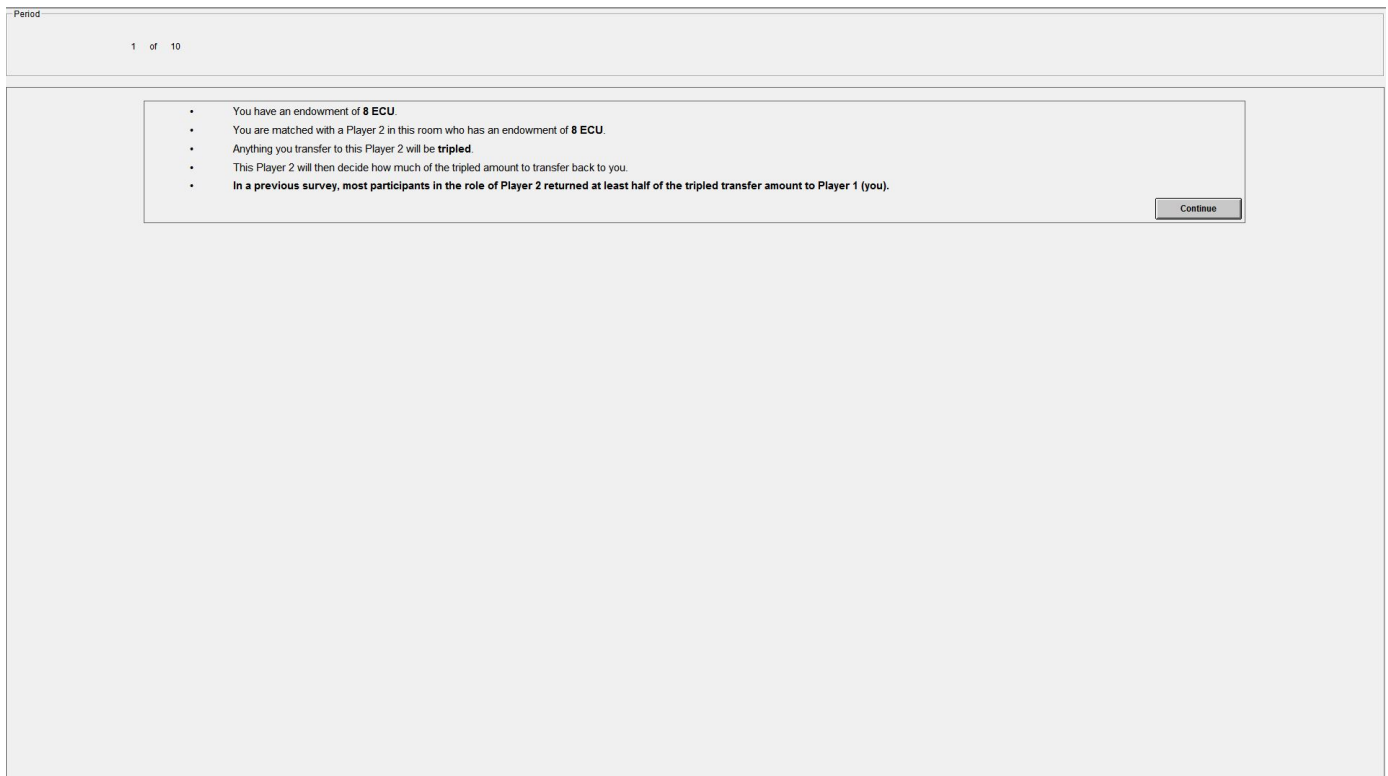 Period
1 of 10
• You have an endowment of 8 ECU.
• You are matched with a Player 2 in this room who has an endowment of 8 ECU.
• Anything you transfer to this Player 2 will be tripled.
• This Player 2 will then decide how much of the tripled amount to transfer back to you.
• In a previous survey, most participants in the role of Player 2 returned at least half of the tripled transfer amount to Player 1 (you).
Continue